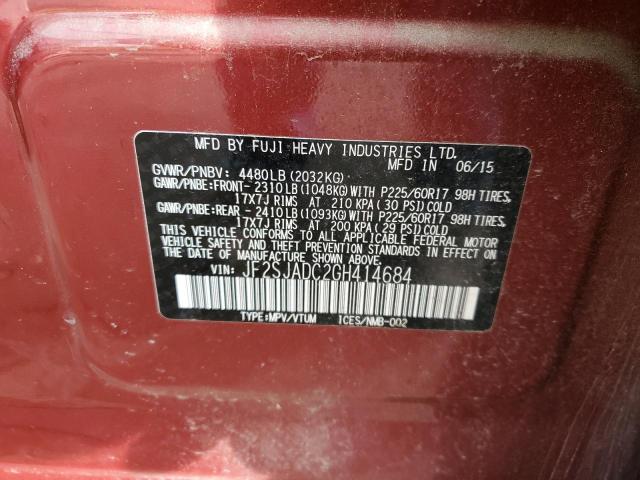 MFD BY FUJI HEAVY INDUSTRIES LTD.
MFD IN 06/15
GVWR/PNBV: 4480LB(2032KG)
GAWR/PNBE:FRONT- 2310LB(1048KG)WITH P225/60R17 98H TIRES,
17X7J RIMS AT 210 KPA(30 PSI)COLD
GAWR/PNBE:REAR - 2410LB(1093KG)WITH P225/60R17 98H TIRES,
17X7J RIMS AT 200 KPA(29 PSI)COLD
THIS VEHICLE CONFORMS TO ALL APPLICABLE FEDERAL MOTOR
VEHICLE SAFETY AND THEFT PREVENTION STANDARDS IN EFFECT ON
THE DATE OF MANUFACTURE SHOWN ABOVE.
VIN: JF2SJADC2GH414684
TYPE:MPV/VTUM ICES/NMB-002